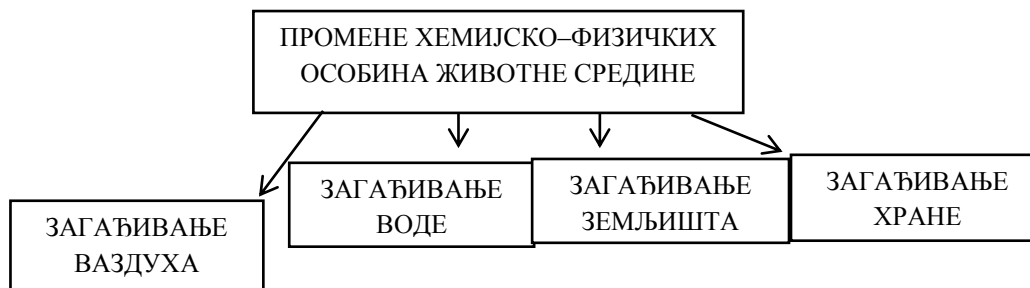 ПРОМЕНЕ ХЕМИЈСКО–ФИЗИЧКИХ
ОСОБИНА ЖИВОТНЕ СРЕДИНЕ
ЗАГАЂИВАЊЕ
ВАЗДУХА
ЗАГАЂИВАЊЕ
ВОДЕ
ЗАГАЂИВАЊЕ
ЗЕМЉИШТА
ЗАГАЂИВАЊЕ
ХРАНЕ